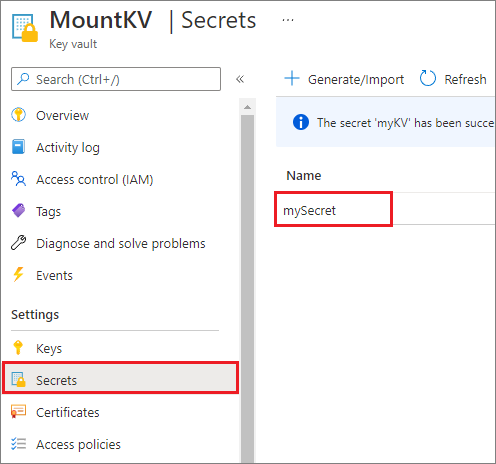 MountKV | Secrets ...
Key vault
Search (Ctrl+/)
«
Overview
Activity log
Access control (IAM)
Tags
Diagnose and solve problems
Events
Settings
Keys
Secrets
Certificates
Access policies
+ Generate/Import Refresh
The secret 'myKV' has been succe
Name
mySecret